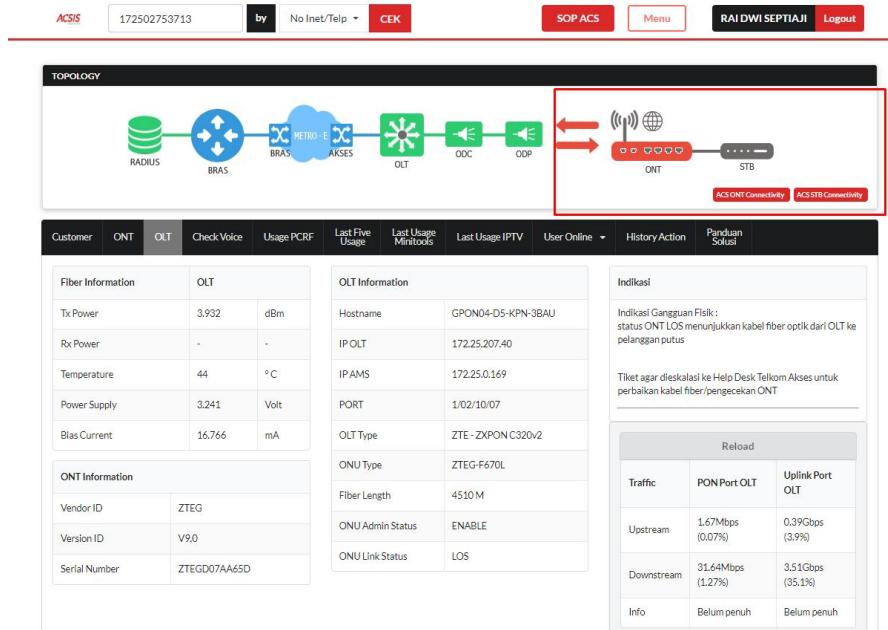 ACSIS
172502753713
by
No Inet/Telp
CEK
SOP ACS
Menu
RAI DWI SEPTIAJI
Logout
TOPOLOGY
RADIUS
BRAS
METRO - E
BRAS
AKSES
OLT
ODC
ODP
ONT
STB
ACS ONT Connectivity
ACS STB Connectivity
Customer
ONT
OLT
Check Voice
Usage PCRF
Last Five
Usage
Last Usage
Minitools
Last Usage IPTV
User Online
History Action
Panduan
Solusi
Fiber Information OLT
Tx Power 3.932 dBm
Rx Power - -
Temperature 44 °C
Power Supply 3.241 Volt
Bias Current 16.766 mA
ONT Information
Vendor ID ZTEG
Version ID V9.0
Serial Number ZTEGD07AA65D
OLT Information
Hostname GPON04-D5-KPN-3BAU
IP OLT 172.25.207.40
IP AMS 172.25.0.169
PORT 1/02/10/07
OLT Type ZTE - ZXPON C320v2
ONU Type ZTEG-F670L
Fiber Length 4510 M
ONU Admin Status ENABLE
ONU Link Status LOS
Indikasi
Indikasi Gangguan Fisik :
status ONT LOS menunjukkan kabel fiber optik dari OLT ke
pelanggan putus
Tiket agar dieskalasi ke Help Desk Telkom Akses untuk
perbaikan kabel fiber/pengecekan ONT
Reload
Traffic PON Port OLT Uplink Port
OLT
Upstream 1.67Mbps 0.39Gbps
(0.07%) (3.9%)
Downstream 31.64Mbps 3.51Gbps
(1.27%) (35.1%)
Info Belum penuh Belum penuh